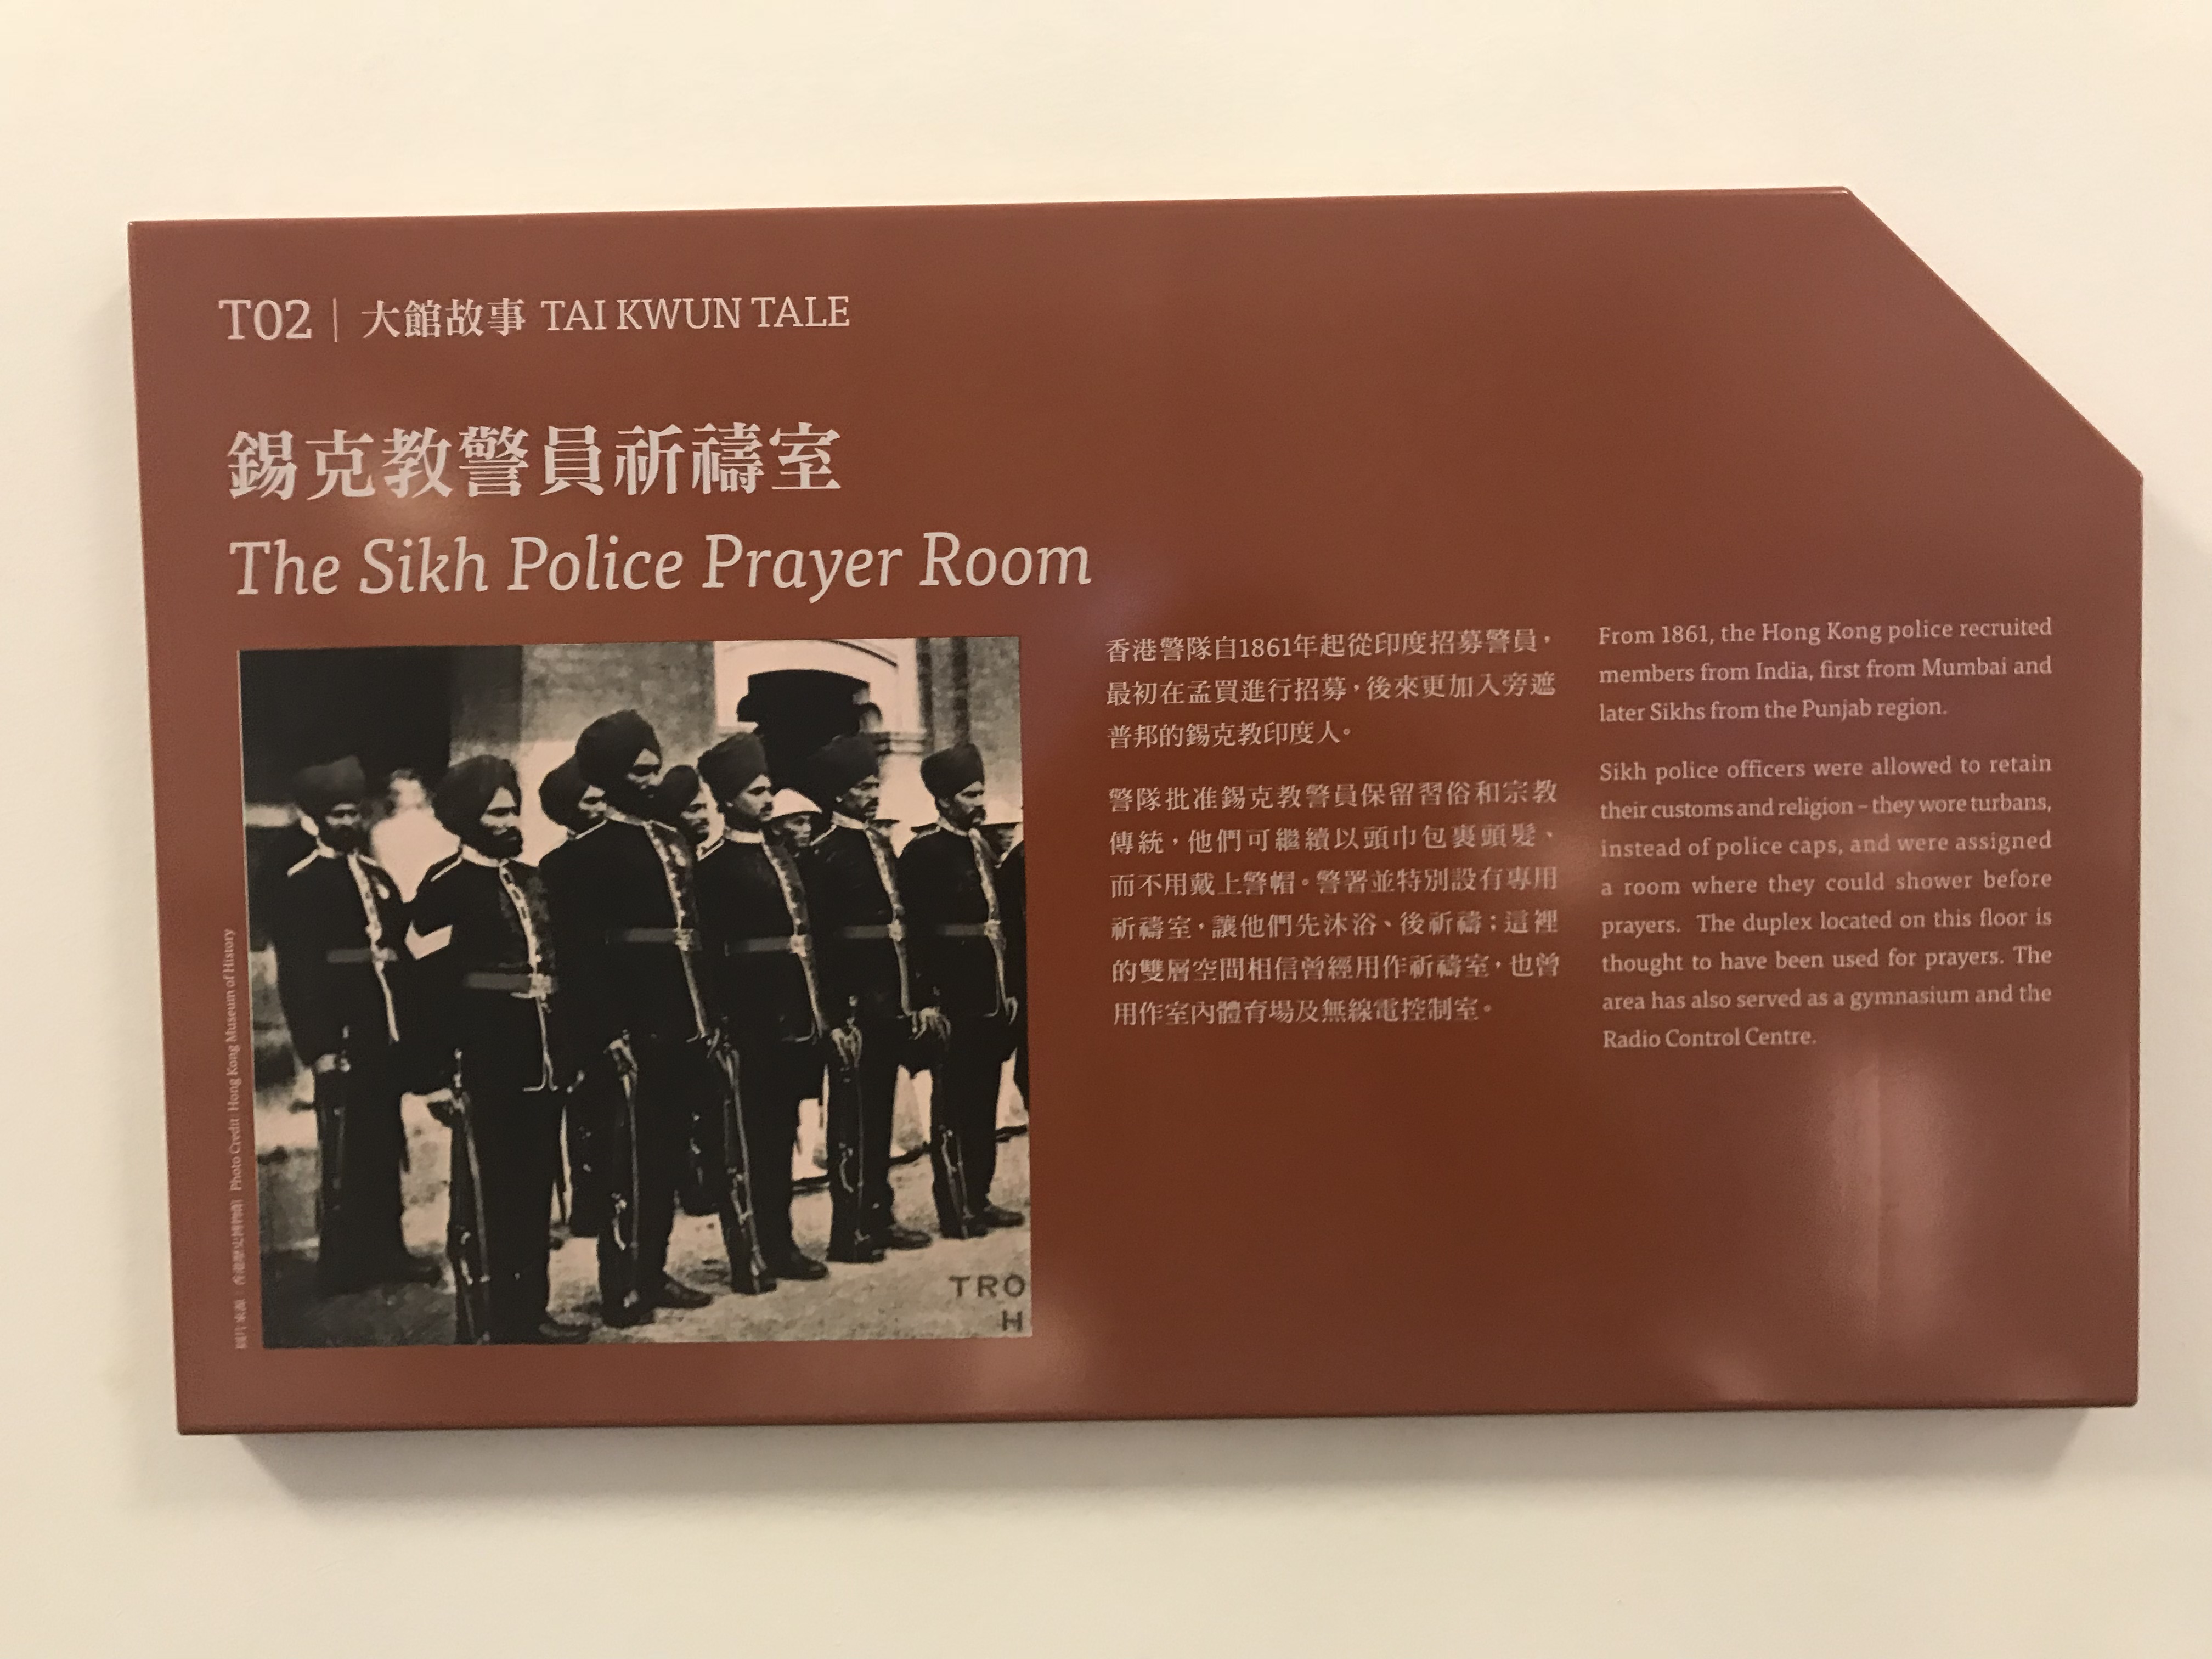 T02 | 大館故事 TAI KWUN TALE
錫克教警員祈禱室
The Sikh Police Prayer Room
香港警隊自1861年起從印度招募警員，
最初在孟買進行招募，後來更加入旁遮
普邦的錫克教印度人。
警隊批准錫克教警員保留習俗和宗教
傳統，他們可繼續以頭巾包裹頭髮、
而不用戴上警帽。警署並特別設有專用
祈禱室，讓他們先沐浴、後祈禱；這裡
的雙層空間相信曾經用作祈禱室，也曾
用作室內體育場及無線電控制室。
From 1861, the Hong Kong police recruited
members from India, first from Mumbai and
later Sikhs from the Punjab region.
Sikh police officers were allowed to retain
their customs and religion – they wore turbans,
instead of police caps, and were assigned
a room where they could shower before
prayers. The duplex located on this floor is
thought to have been used for prayers. The
area has also served as a gymnasium and the
Radio Control Centre.
圖片來源：香港歷史博物館 Photo Credit: Hong Kong Museum of History
TRO
H